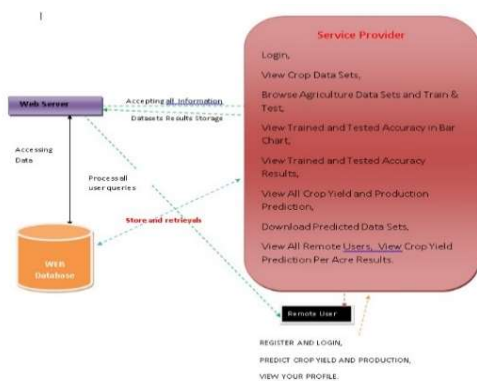 Service Provider
Login,
View Crop Data Sets,
Browse Agriculture Data Sets and Train &
Test,
View Trained and Tested Accuracy in Bar
Chart,
View Trained and Tested Accuracy
Results,
View All Crop Yield and Production
Prediction,
Download Predicted Data Sets,
View All Remote Users, View Crop Yield
Prediction Per Acre Results.
Web Server
Accepting all Information
Datasets Results Storage
Accessing
Data
Process all
user queries
Store and retrievals
WEB
Database
Remote User
REGISTER AND LOGIN,
PREDICT CROP YIELD AND PRODUCTION,
VIEW YOUR PROFILE.